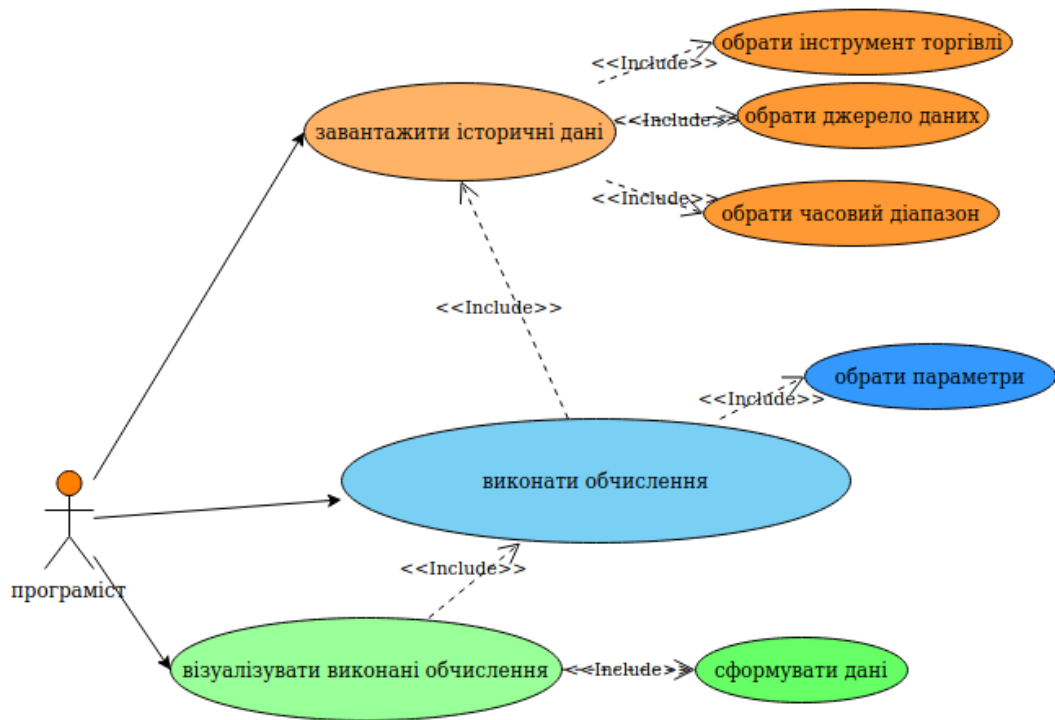 обрати інструмент торгівлі
<<Include>>
завантажити історичні дані
<<Include>>
обрати джерело даних
<<Include>>
обрати часовий діапазон
<<Include>>
обрати параметри
<<Include>>
виконати обчислення
<<Include>>
програміст
візуалізувати виконані обчислення
<<Include>>
сформувати дані